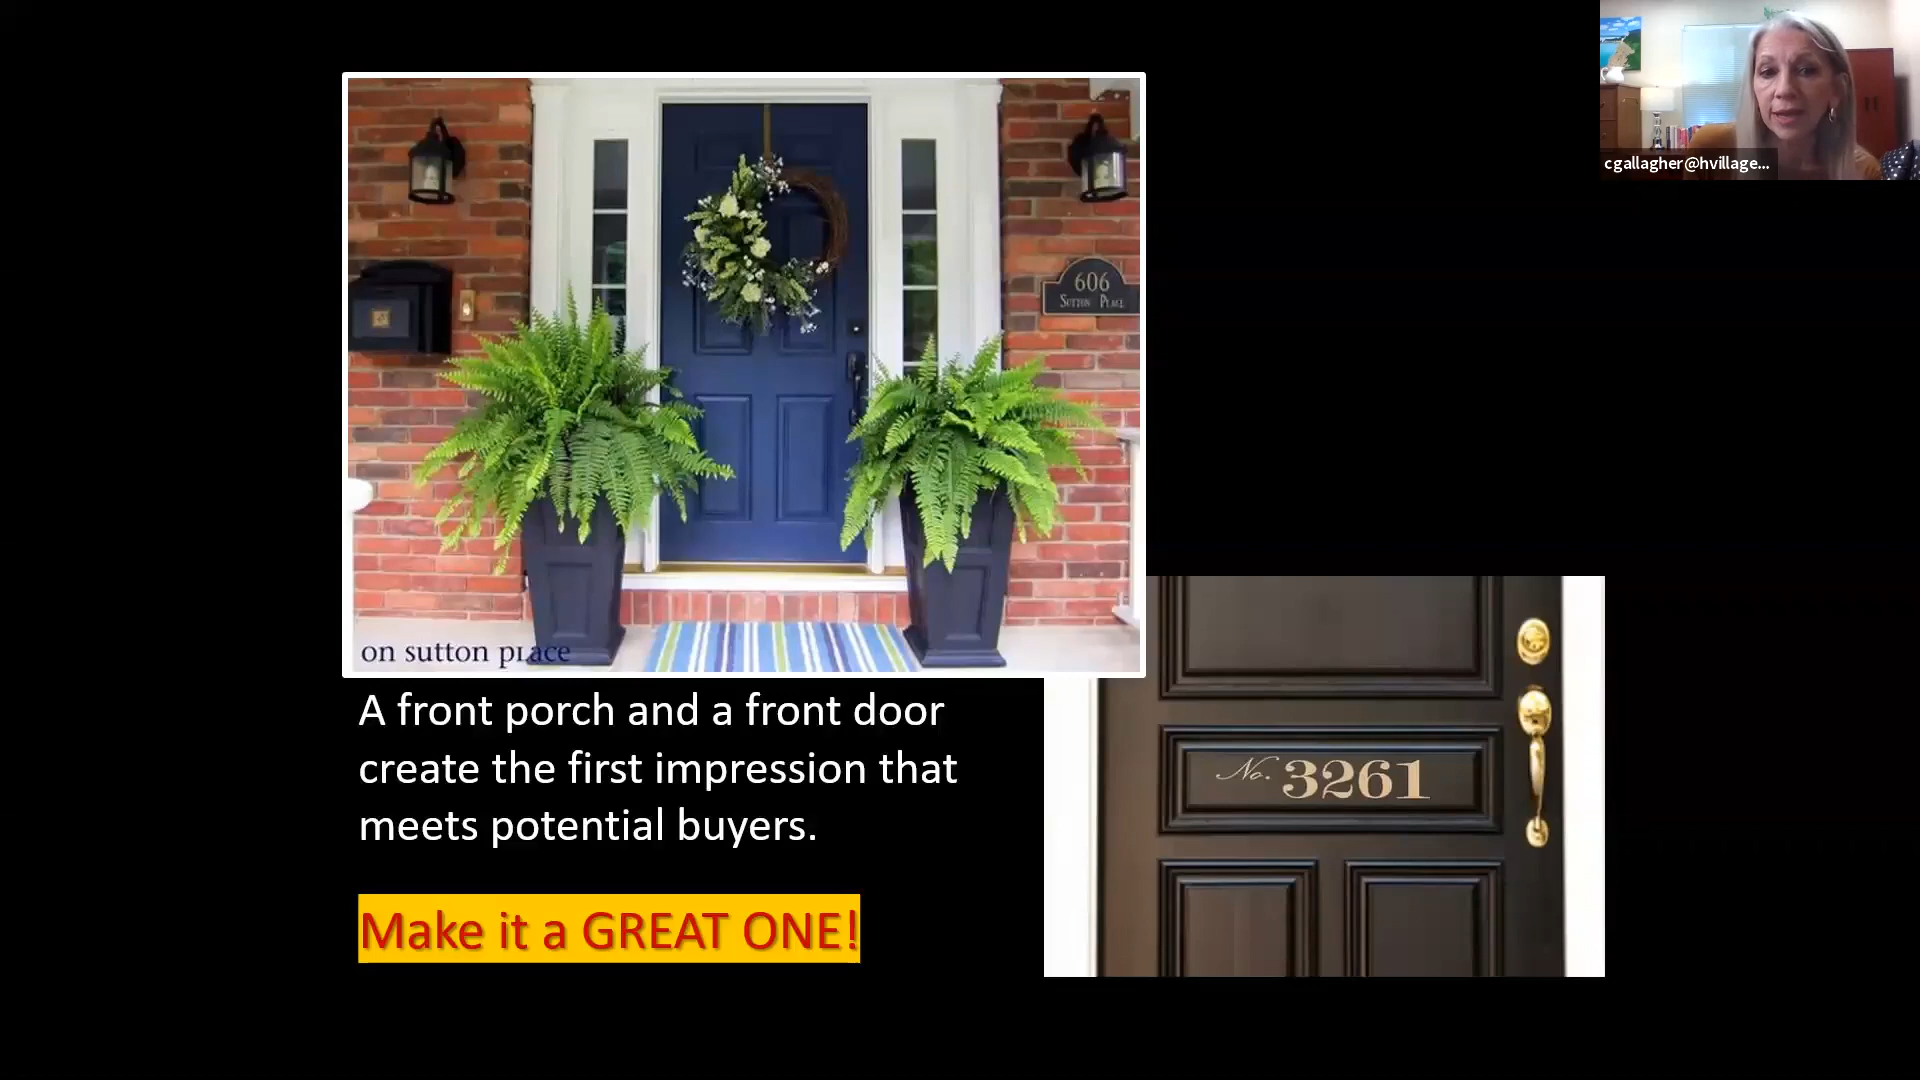 cgallagher@hvillage...
606
SUTTON PLACE
on sutton place
A front porch and a front door
create the first impression that
meets potential buyers.
No. 3261
Make it a GREAT ONE!